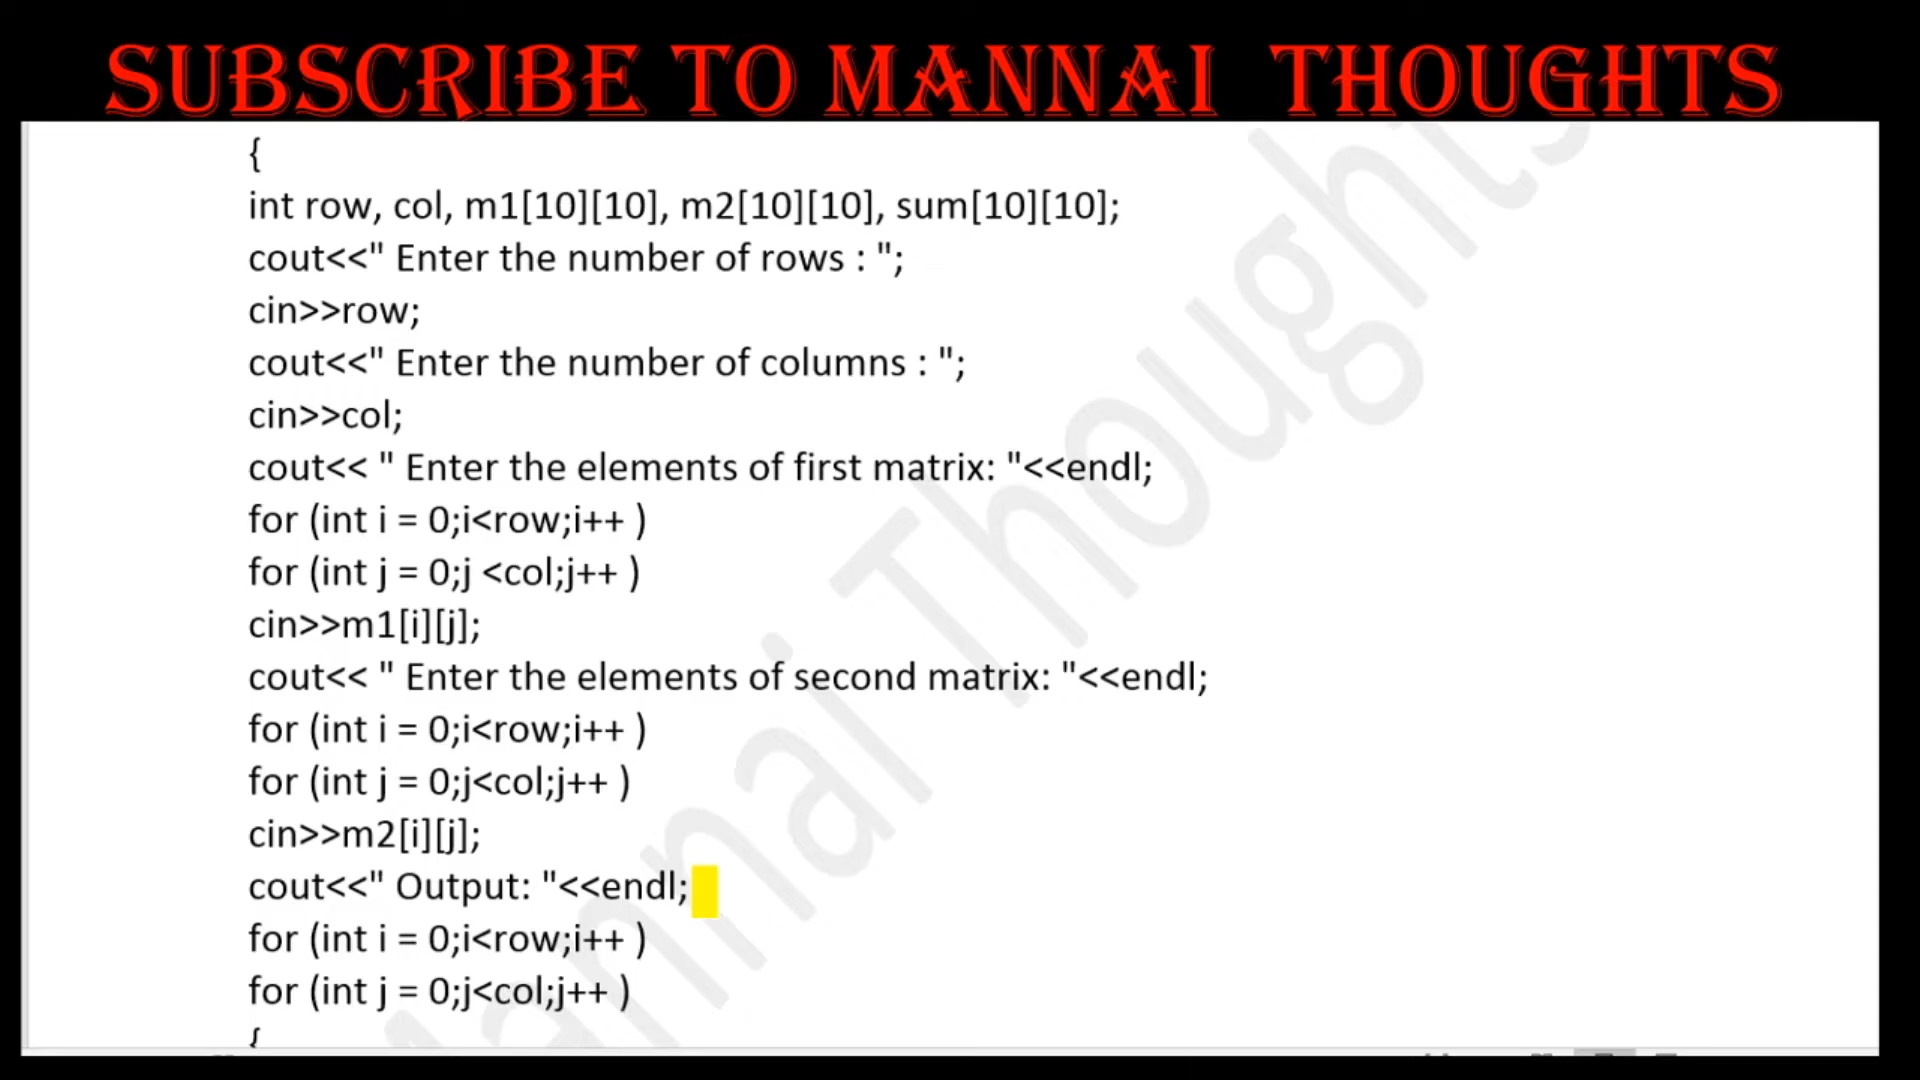 SUBSCRIBE TO MANNAI THOUGHTS
{
int row, col, m1[10][10], m2[10][10], sum[10][10];
cout<<" Enter the number of rows : ";
cin>>row;
cout<<" Enter the number of columns : ";
cin>>col;
cout<< " Enter the elements of first matrix: "<<endl;
for (int i = 0;i<row;i++ )
for (int j = 0;j <col;j++ )
cin>>m1[i][j];
cout<< " Enter the elements of second matrix: "<<endl;
for (int i = 0;i<row;i++ )
for (int j = 0;j<col;j++ )
cin>>m2[i][j];
cout<<" Output: "<<endl;
for (int i = 0;i<row;i++ )
for (int j = 0;j<col;j++ )
{
Mannai Thoughts